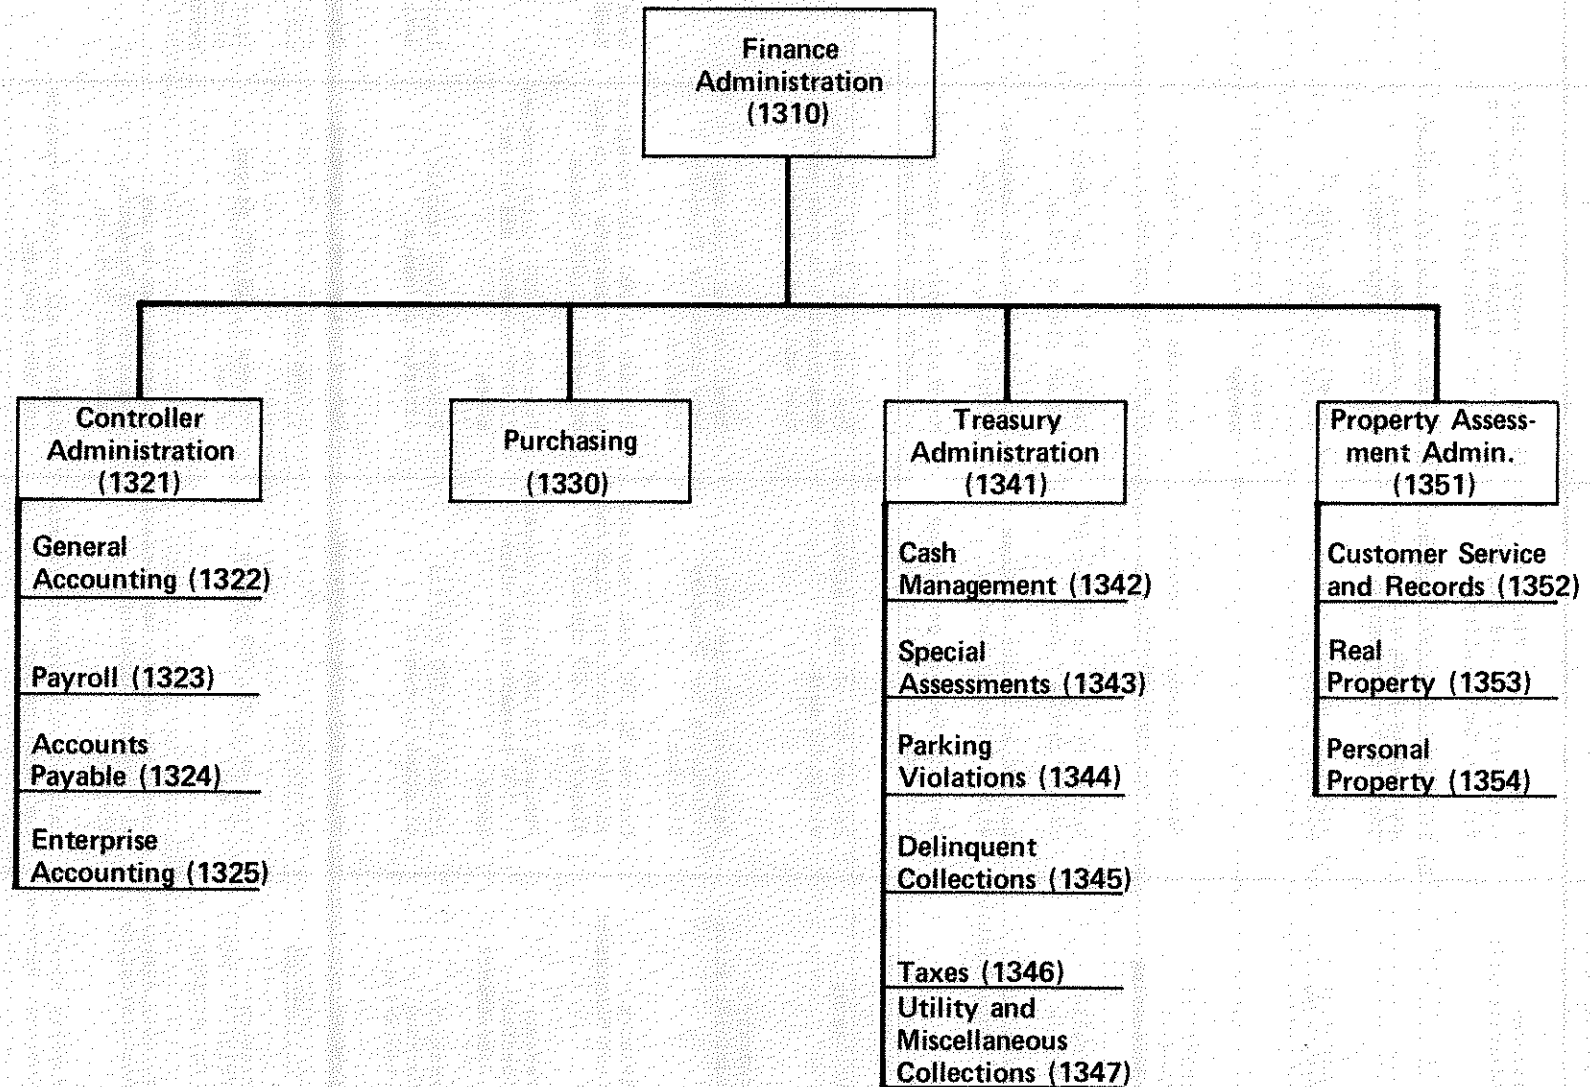 Finance
Administration
(1310)
Controller
Administration
(1321)
General
Accounting (1322)
Payroll (1323)
Accounts
Payable (1324)
Enterprise
Accounting (1325)
Purchasing
(1330)
Treasury
Administration
(1341)
Cash
Management (1342)
Special
Assessments (1343)
Parking
Violations (1344)
Delinquent
Collections (1345)
Taxes (1346)
Utility and
Miscellaneous
Collections (1347)
Property Assess-
ment Admin.
(1351)
Customer Service
and Records (1352)
Real
Property (1353)
Personal
Property (1354)